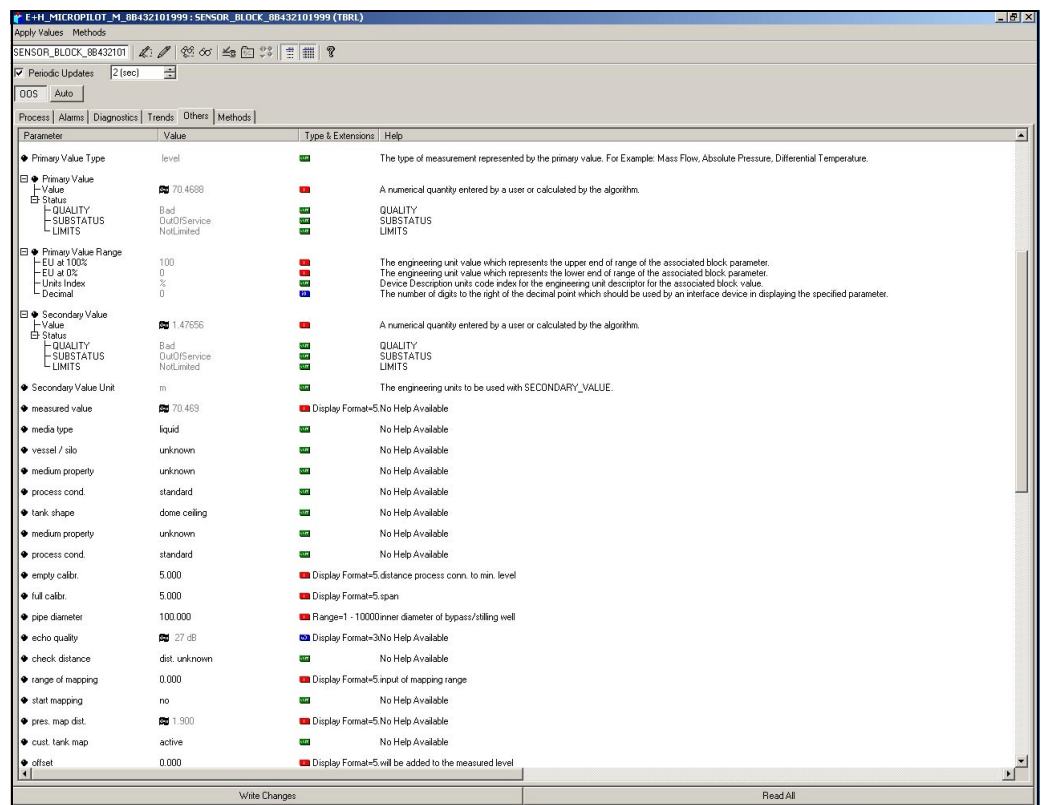 E+H_MICROPILOT_M_8B432101999 : SENSOR_BLOCK_8B432101999 (TBRL)
Apply Values Methods
SENSOR_BLOCK_8B432101
Periodic Updates 2 (sec)
OOS Auto
Process Alarms Diagnostics Trends Others Methods
Parameter Value Type & Extensions Help
Primary Value Type level The type of measurement represented by the primary value. For Example: Mass Flow, Absolute Pressure, Differential Temperature.
Primary Value
Value 70.4688 A numerical quantity entered by a user or calculated by the algorithm.
Status
QUALITY Bad QUALITY
SUBSTATUS OutOfService SUBSTATUS
LIMITS NotLimited LIMITS
Primary Value Range
EU at 100% 100 The engineering unit value which represents the upper end of range of the associated block parameter.
EU at 0% 0 The engineering unit value which represents the lower end of range of the associated block parameter.
Units Index % Device Description units code index for the engineering unit descriptor for the associated block value.
Decimal 0 The number of digits to the right of the decimal point which should be used by an interface device in displaying the specified parameter.
Secondary Value
Value 1.47656 A numerical quantity entered by a user or calculated by the algorithm.
Status
QUALITY Bad QUALITY
SUBSTATUS OutOfService SUBSTATUS
LIMITS NotLimited LIMITS
Secondary Value Unit m The engineering units to be used with SECONDARY_VALUE.
measured value 70.469 Display Format=5. No Help Available
media type liquid No Help Available
vessel / silo unknown No Help Available
medium property unknown No Help Available
process cond. standard No Help Available
tank shape dome ceiling No Help Available
medium property unknown No Help Available
process cond. standard No Help Available
empty calibr. 5.000 Display Format=5. distance process conn. to min. level
full calibr. 5.000 Display Format=5. span
pipe diameter 100.000 Range=1 - 10000 inner diameter of bypass/stilling well
echo quality 27 dB Display Format=3 No Help Available
check distance dist. unknown No Help Available
range of mapping 0.000 Display Format=5. input of mapping range
start mapping no No Help Available
pres. map dist. 1.900 Display Format=5. No Help Available
cust. tank map active No Help Available
offset 0.000 Display Format=5. will be added to the measured level
Write Changes Read All